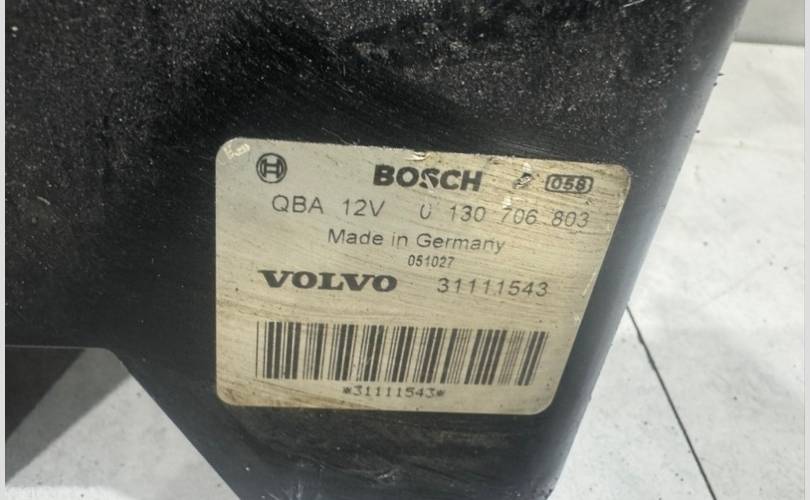 BOSCH 058
QBA 12V 0 130 706 803
Made in Germany
051027
VOLVO 31111543
*31111543*